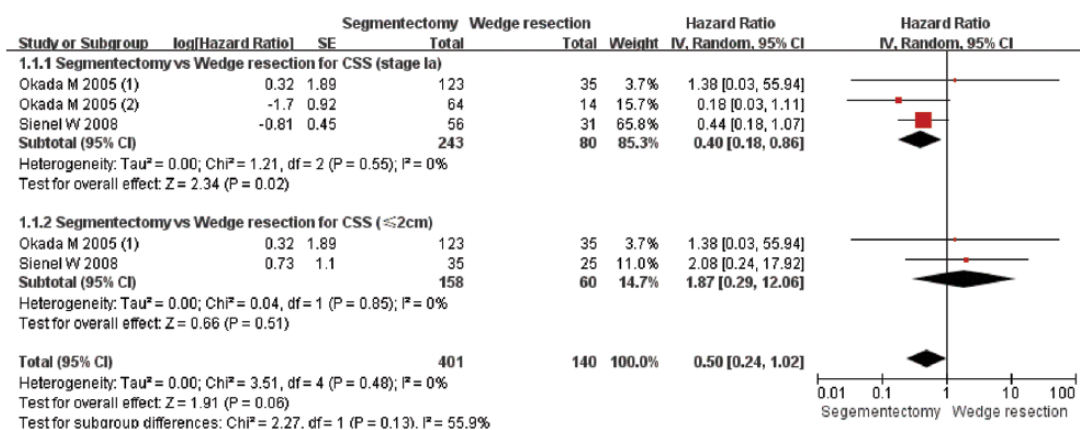 Segmentectomy Wedge resection Hazard Ratio Hazard Ratio
Study or Subgroup log[Hazard Ratio] SE Total Total Weight IV, Random, 95% CI IV, Random, 95% CI
1.1.1 Segmentectomy vs Wedge resection for CSS (stage Ia)
Okada M 2005 (1) 0.32 1.89 123 35 3.7% 1.38 [0.03, 55.94]
Okada M 2005 (2) -1.7 0.92 64 14 15.7% 0.18 [0.03, 1.11]
Sienel W 2008 -0.81 0.45 56 31 65.8% 0.44 [0.18, 1.07]
Subtotal (95% CI) 243 80 85.3% 0.40 [0.18, 0.86]
Heterogeneity: Tau² = 0.00; Chi² = 1.21, df = 2 (P = 0.55); I² = 0%
Test for overall effect: Z = 2.34 (P = 0.02)
1.1.2 Segmentectomy vs Wedge resection for CSS (≤2cm)
Okada M 2005 (1) 0.32 1.89 123 35 3.7% 1.38 [0.03, 55.94]
Sienel W 2008 0.73 1.1 35 25 11.0% 2.08 [0.24, 17.92]
Subtotal (95% CI) 158 60 14.7% 1.87 [0.29, 12.06]
Heterogeneity: Tau² = 0.00; Chi² = 0.04, df = 1 (P = 0.85); I² = 0%
Test for overall effect: Z = 0.66 (P = 0.51)
Total (95% CI) 401 140 100.0% 0.50 [0.24, 1.02]
Heterogeneity: Tau² = 0.00; Chi² = 3.51, df = 4 (P = 0.48); I² = 0%
Test for overall effect: Z = 1.91 (P = 0.06)
Test for subgroup differences: Chi² = 2.27, df = 1 (P = 0.13), I² = 55.9%
0.01 0.1 1 10 100
Segementectomy Wedge resection